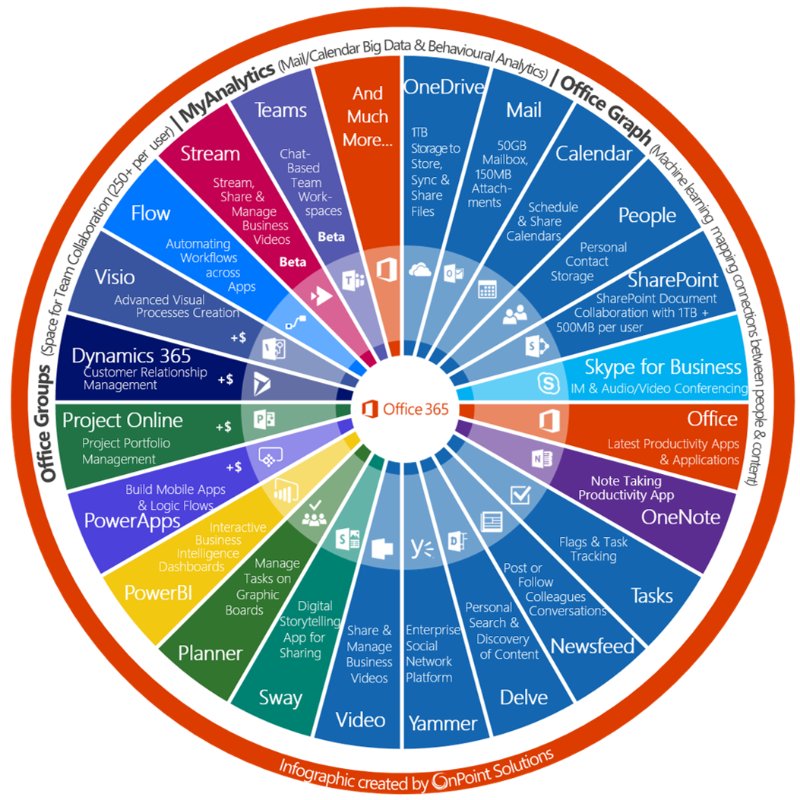 Office Groups (Space for Team Collaboration (250+ per user) | MyAnalytics (Mail/Calendar Big Data & Behavioural Analytics) | Office Graph (Machine learning mapping connections between people & content)
OneDrive
1TB
Storage to
Store,
Sync &
Share
Files
Mail
50GB
Mailbox,
150MB
Attach-
ments
Calendar
Schedule
& Share
Calendars
People
Personal
Contact
Storage
SharePoint
SharePoint Document
Collaboration with 1TB +
500MB per user
Skype for Business
IM & Audio/Video Conferencing
Office
Latest Productivity Apps
& Applications
Note Taking
Productivity App
OneNote
Flags & Task
Tracking
Tasks
Post or
Follow
Colleagues
Conversations
Newsfeed
Personal
Search &
Discovery
of Content
Delve
Enterprise
Social
Network
Platform
Yammer
Share &
Manage
Business
Videos
Video
Digital
Storytelling
App for
Sharing
Sway
Manage
Tasks on
Graphic
Boards
Planner
Interactive
Business
Intelligence
Dashboards
PowerBI
+$
Build Mobile Apps
& Logic Flows
PowerApps
Project Online
+$
Project Portfolio
Management
Dynamics 365
Customer Relationship
Management
+$
Visio
Advanced Visual
Processes Creation
+$
Flow
Automating
Workflows
across
Apps
Stream
Stream,
Share &
Manage
Business
Videos
Beta
Teams
Chat-
Based
Team
Work-
spaces
Beta
And
Much
More...
Office 365
Infographic created by OnPoint Solutions